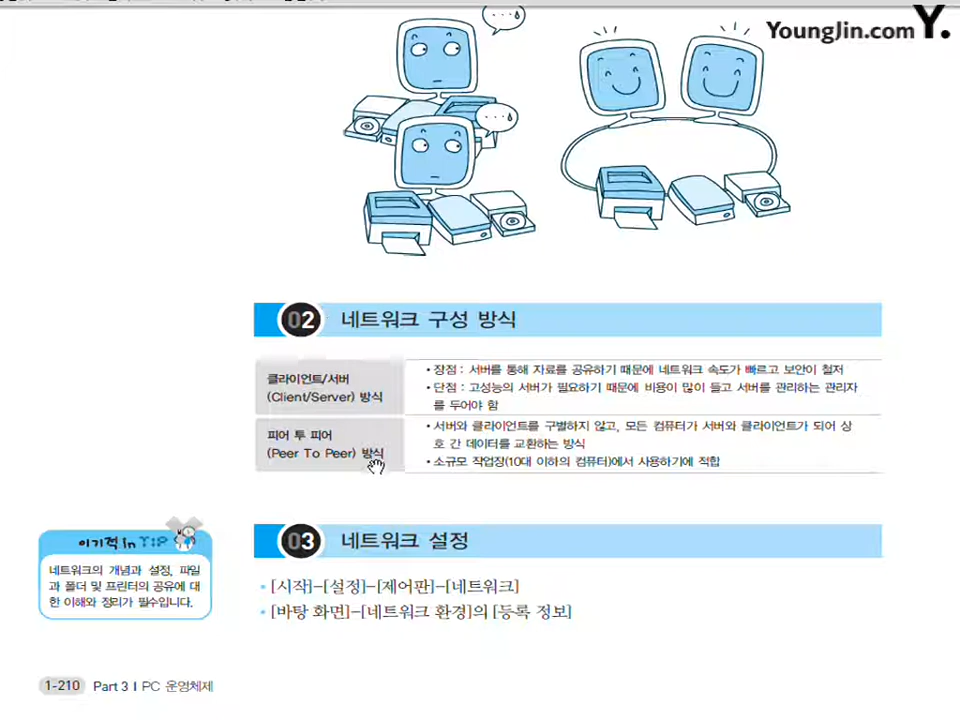 YoungJin.com Y.
02 네트워크 구성 방식
클라이언트/서버
(Client/Server) 방식
• 장점 : 서버를 통해 자료를 공유하기 때문에 네트워크 속도가 빠르고 보안이 철저
• 단점 : 고성능의 서버가 필요하기 때문에 비용이 많이 들고 서버를 관리하는 관리자
를 두어야 함
피어 투 피어
(Peer To Peer) 방식
• 서버와 클라이언트를 구별하지 않고, 모든 컴퓨터가 서버와 클라이언트가 되어 상
호 간 데이터를 교환하는 방식
• 소규모 작업장(10대 이하의 컴퓨터)에서 사용하기에 적합
03 네트워크 설정
• [시작]-[설정]-[제어판]-[네트워크]
• [바탕 화면]-[네트워크 환경]의 [등록 정보]
이기적 in TIP
네트워크의 개념과 설정, 파일
과 폴더 및 프린터의 공유에 대
한 이해와 정리가 필수입니다.
1-210 Part 3 I PC 운영체제